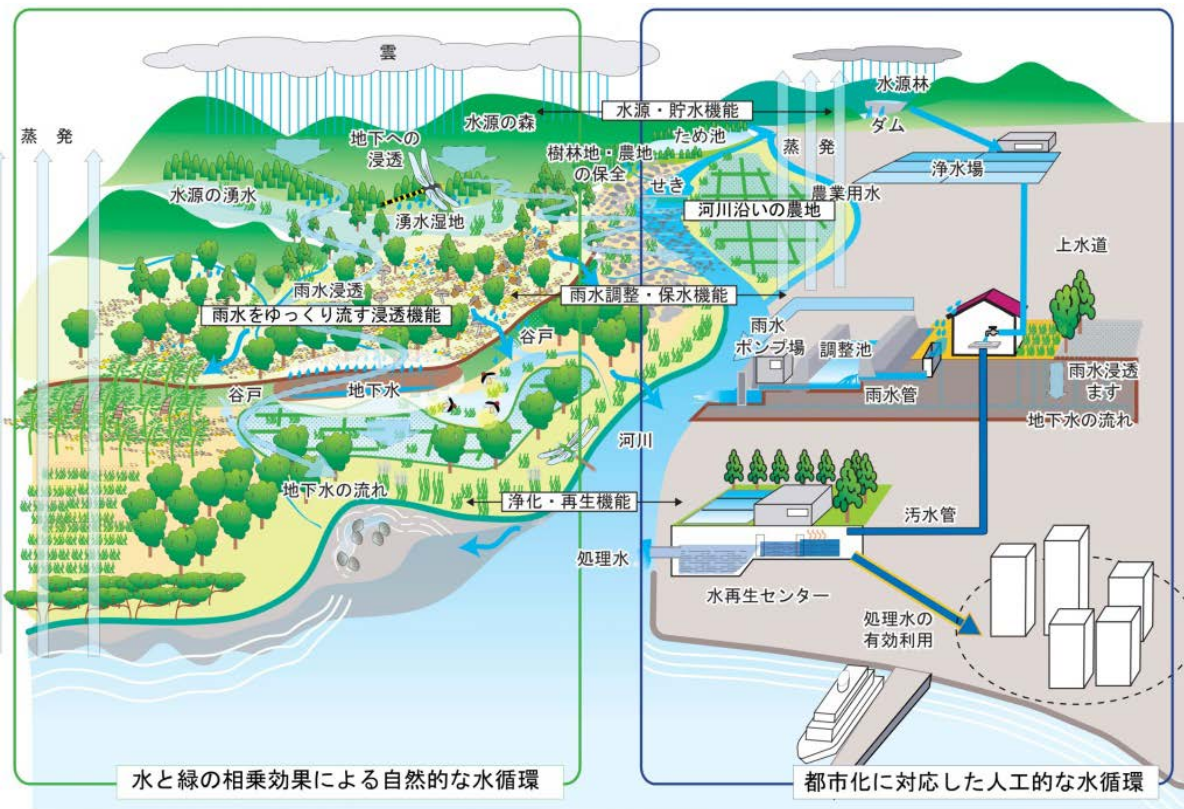 雲
水源林
水源・貯水機能
水源の森
ダム
蒸 発
地下への
浸透
ため池
樹林地・農地
の保全
蒸 発
浄水場
せき
農業用水
水源の湧水
湧水湿地
河川沿いの農地
上水道
雨水浸透
雨水調整・保水機能
雨水をゆっくり流す浸透機能
雨水
ポンプ場
調整池
谷戸
雨水浸透
ます
谷戸
地下水
雨水管
地下水の流れ
河川
地下水の流れ
浄化・再生機能
汚水管
処理水
水再生センター
処理水の
有効利用
水と緑の相乗効果による自然的な水循環
都市化に対応した人工的な水循環